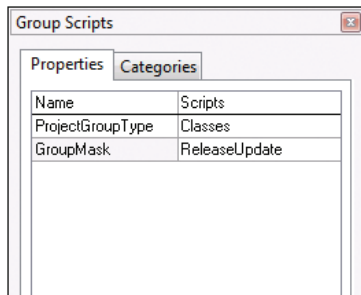 Group Scripts
Properties Categories
Name Scripts
ProjectGroupType Classes
GroupMask ReleaseUpdate